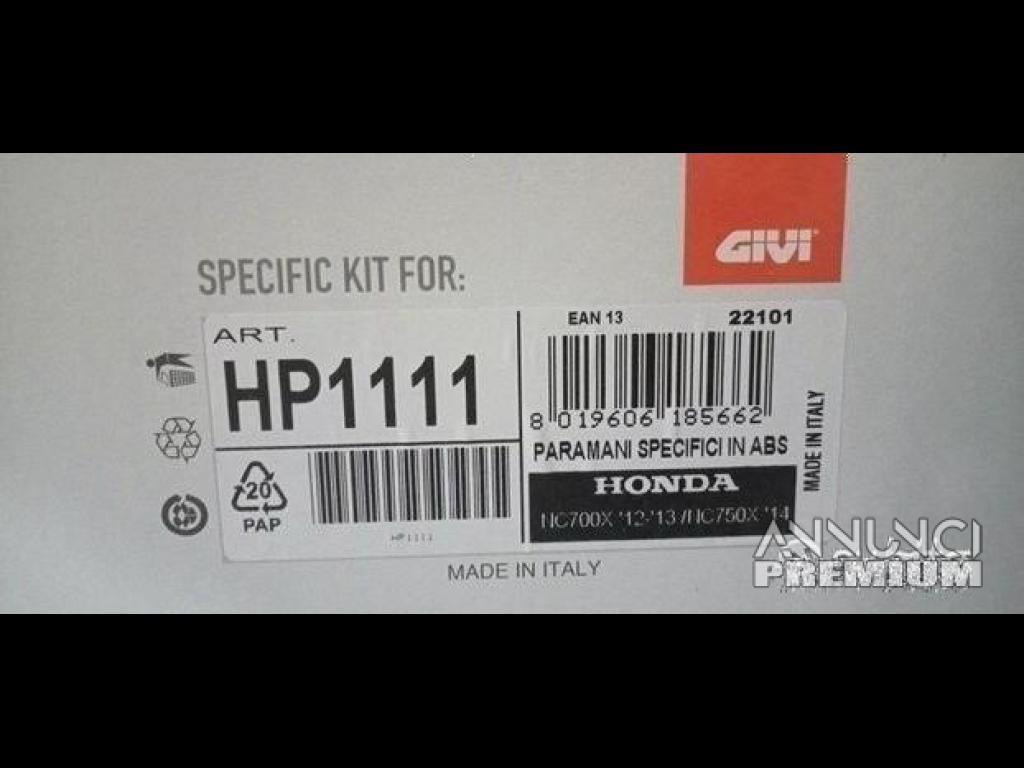 GIVI
SPECIFIC KIT FOR:
ART.
HP1111
20
PAP
HP1111
EAN 13 22101
8 019606 185662
PARAMANI SPECIFICI IN ABS
HONDA
NC700X '12-'13 /NC750X '14
MADE IN ITALY
MADE IN ITALY
ANNUNCI
PREMIUM